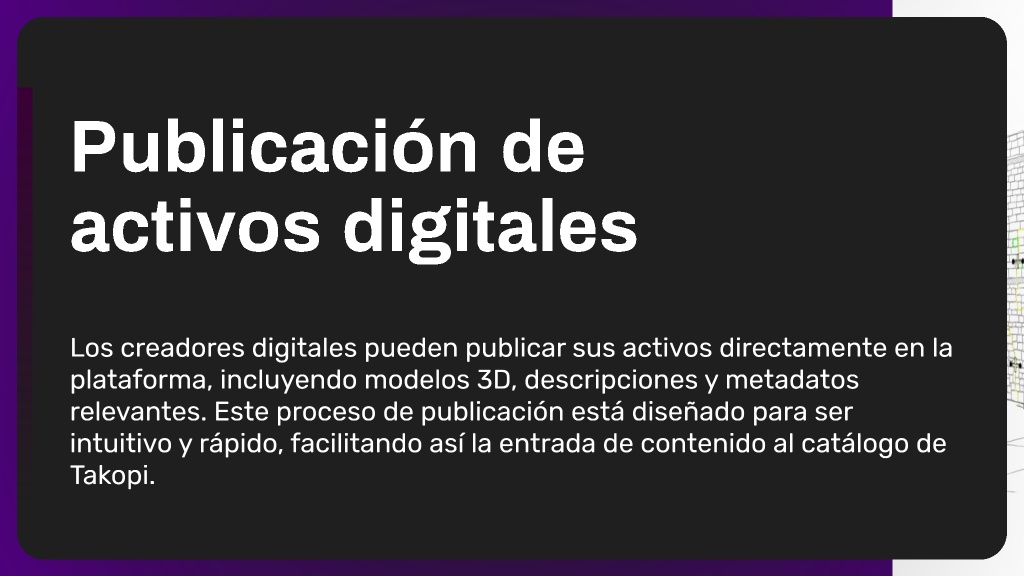 Publicación de
activos digitales
Los creadores digitales pueden publicar sus activos directamente en la
plataforma, incluyendo modelos 3D, descripciones y metadatos
relevantes. Este proceso de publicación está diseñado para ser
intuitivo y rápido, facilitando así la entrada de contenido al catálogo de
Takopi.